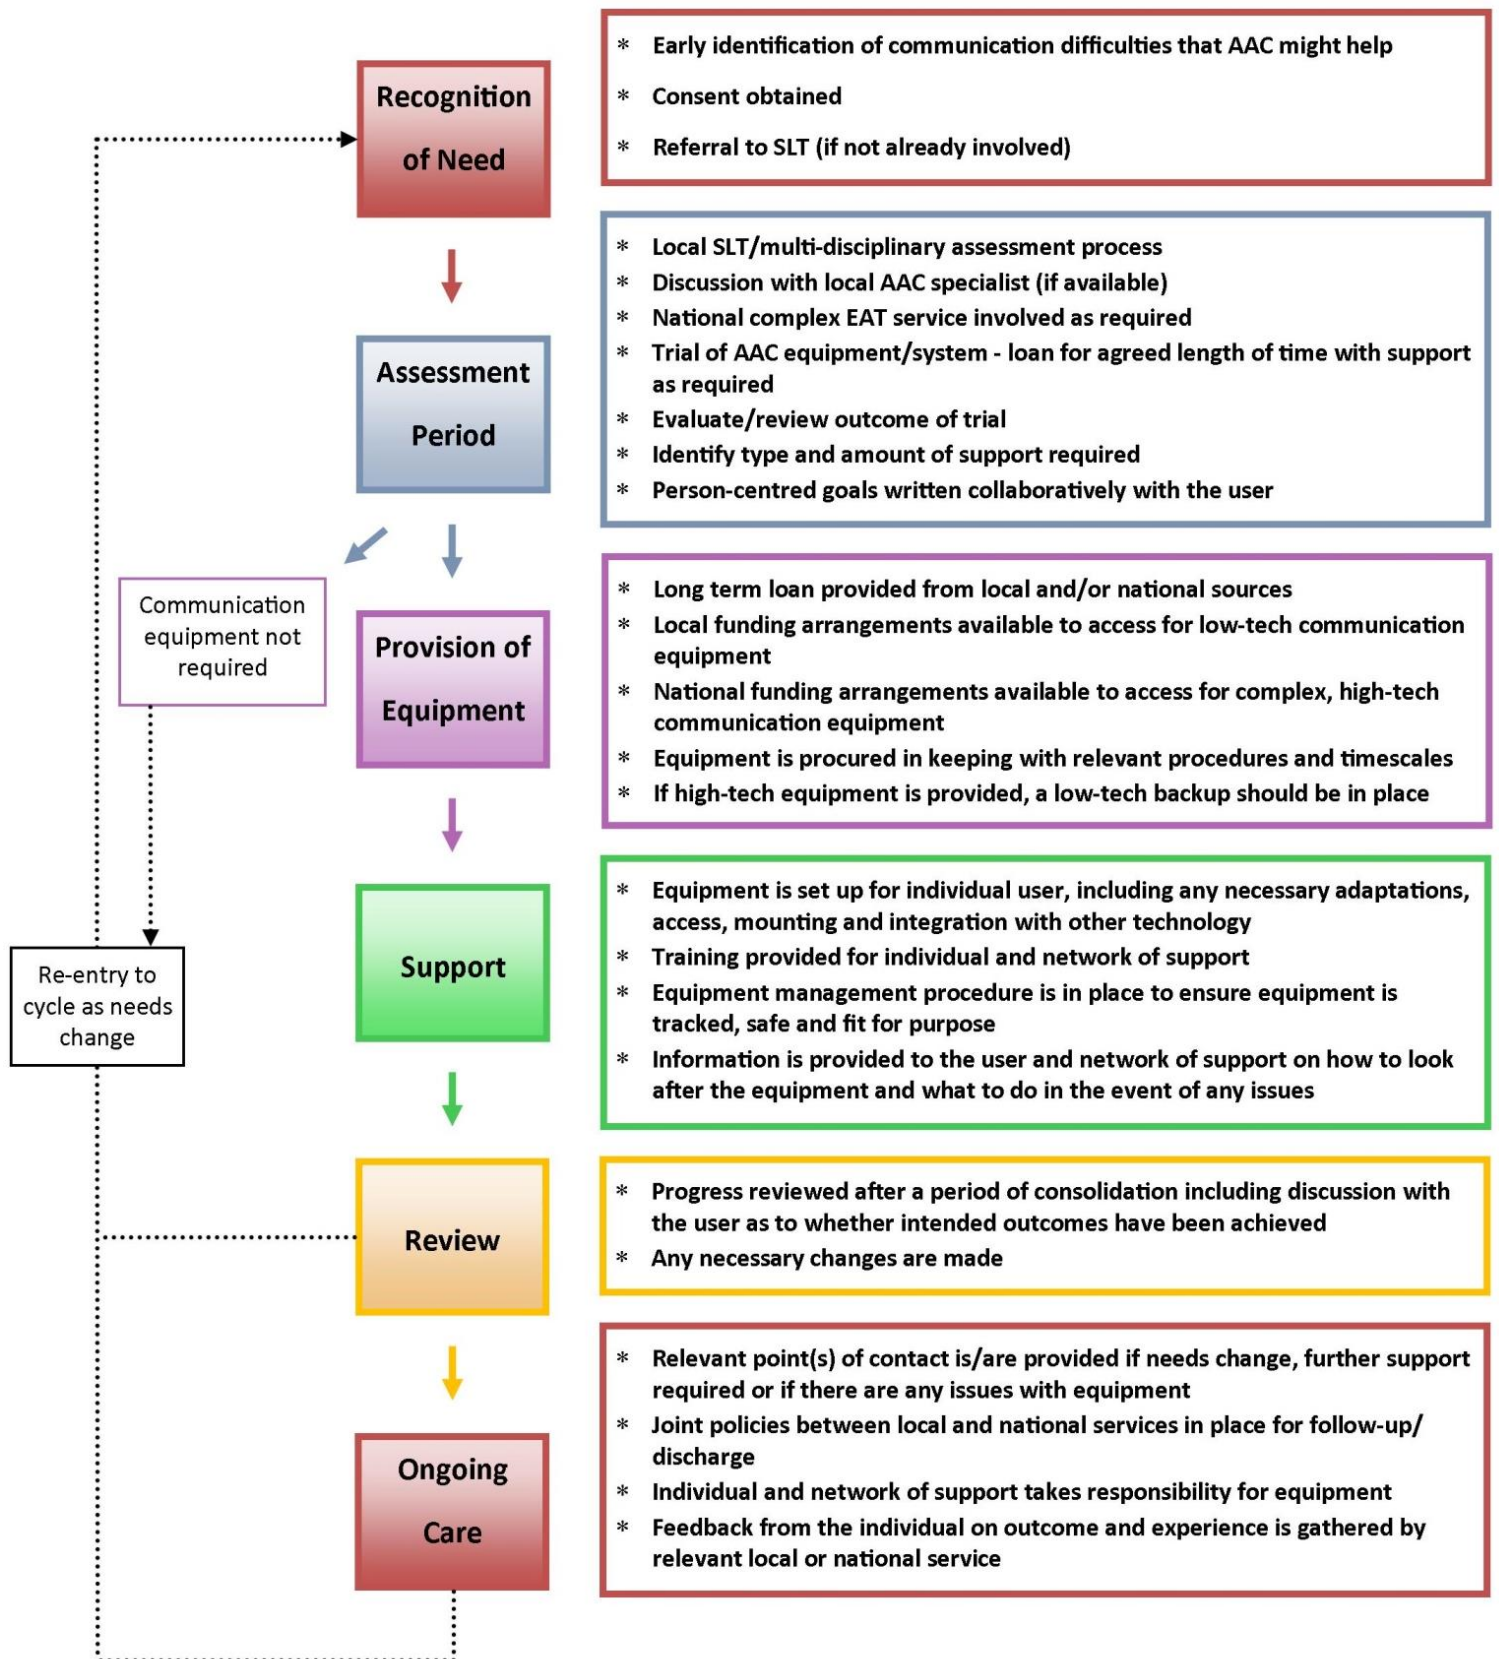 Recognition
of Need
* Early identification of communication difficulties that AAC might help
* Consent obtained
* Referral to SLT (if not already involved)
Assessment
Period
* Local SLT/multi-disciplinary assessment process
* Discussion with local AAC specialist (if available)
* National complex EAT service involved as required
* Trial of AAC equipment/system - loan for agreed length of time with support
as required
* Evaluate/review outcome of trial
* Identify type and amount of support required
* Person-centred goals written collaboratively with the user
Communication
equipment not
required
Provision of
Equipment
* Long term loan provided from local and/or national sources
* Local funding arrangements available to access for low-tech communication
equipment
* National funding arrangements available to access for complex, high-tech
communication equipment
* Equipment is procured in keeping with relevant procedures and timescales
* If high-tech equipment is provided, a low-tech backup should be in place
Re-entry to
cycle as needs
change
Support
* Equipment is set up for individual user, including any necessary adaptations,
access, mounting and integration with other technology
* Training provided for individual and network of support
* Equipment management procedure is in place to ensure equipment is
tracked, safe and fit for purpose
* Information is provided to the user and network of support on how to look
after the equipment and what to do in the event of any issues
Review
* Progress reviewed after a period of consolidation including discussion with
the user as to whether intended outcomes have been achieved
* Any necessary changes are made
Ongoing
Care
* Relevant point(s) of contact is/are provided if needs change, further support
required or if there are any issues with equipment
* Joint policies between local and national services in place for follow-up/
discharge
* Individual and network of support takes responsibility for equipment
* Feedback from the individual on outcome and experience is gathered by
relevant local or national service